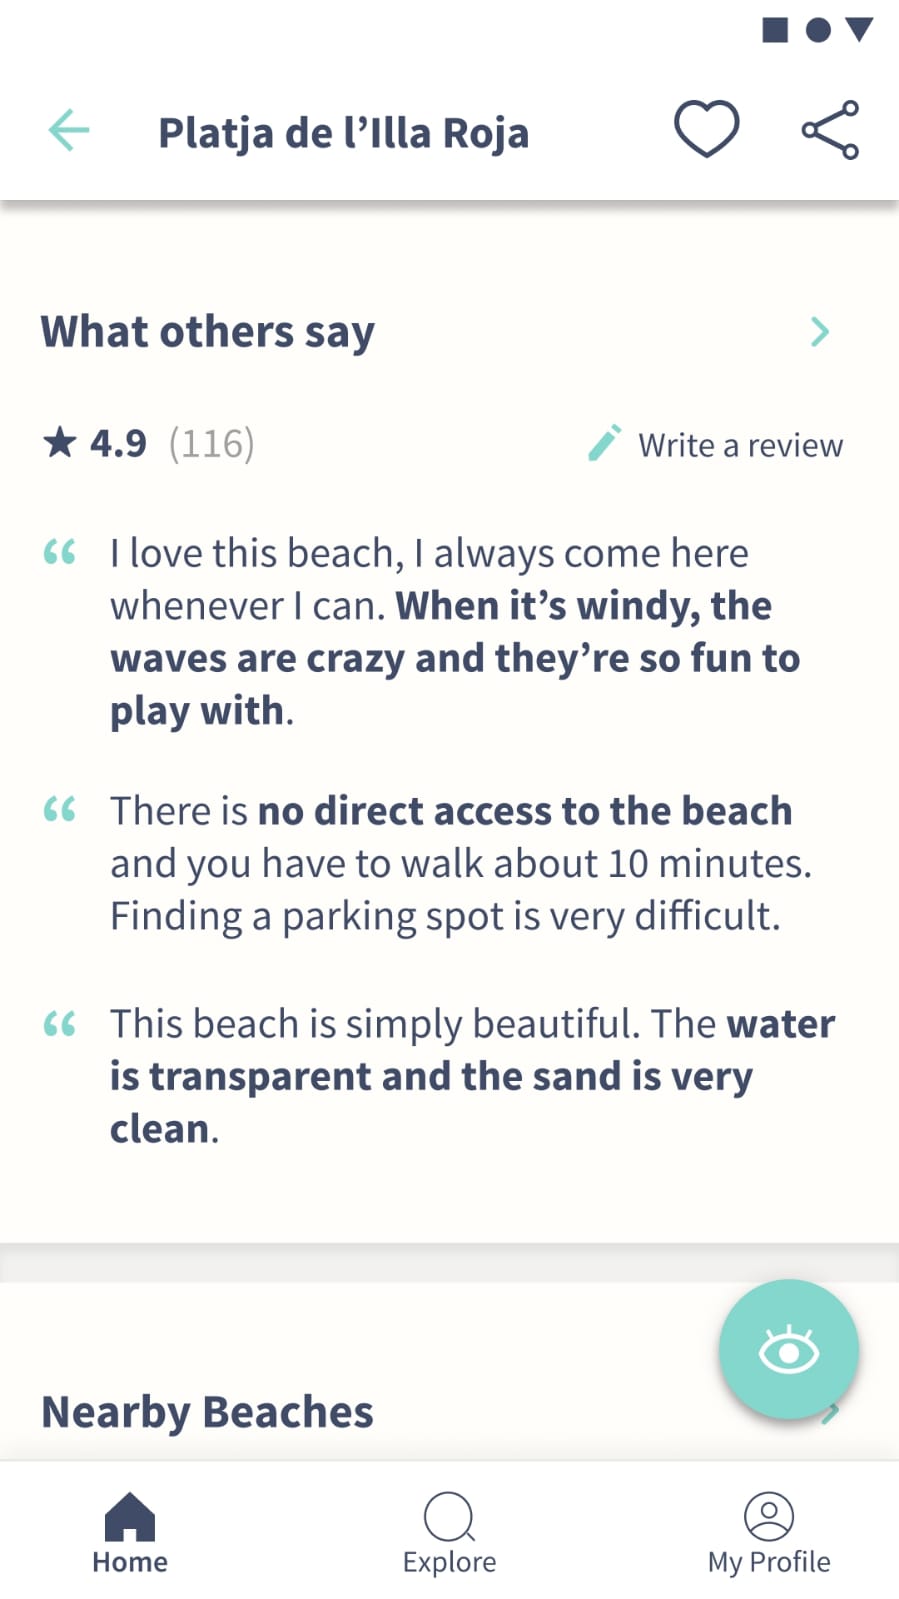 Platja de l’Illa Roja
What others say
4.9 (116)
Write a review
“ I love this beach, I always come here
whenever I can. When it’s windy, the
waves are crazy and they’re so fun to
play with.
“ There is no direct access to the beach
and you have to walk about 10 minutes.
Finding a parking spot is very difficult.
“ This beach is simply beautiful. The water
is transparent and the sand is very
clean.
Nearby Beaches
Home
Explore
My Profile